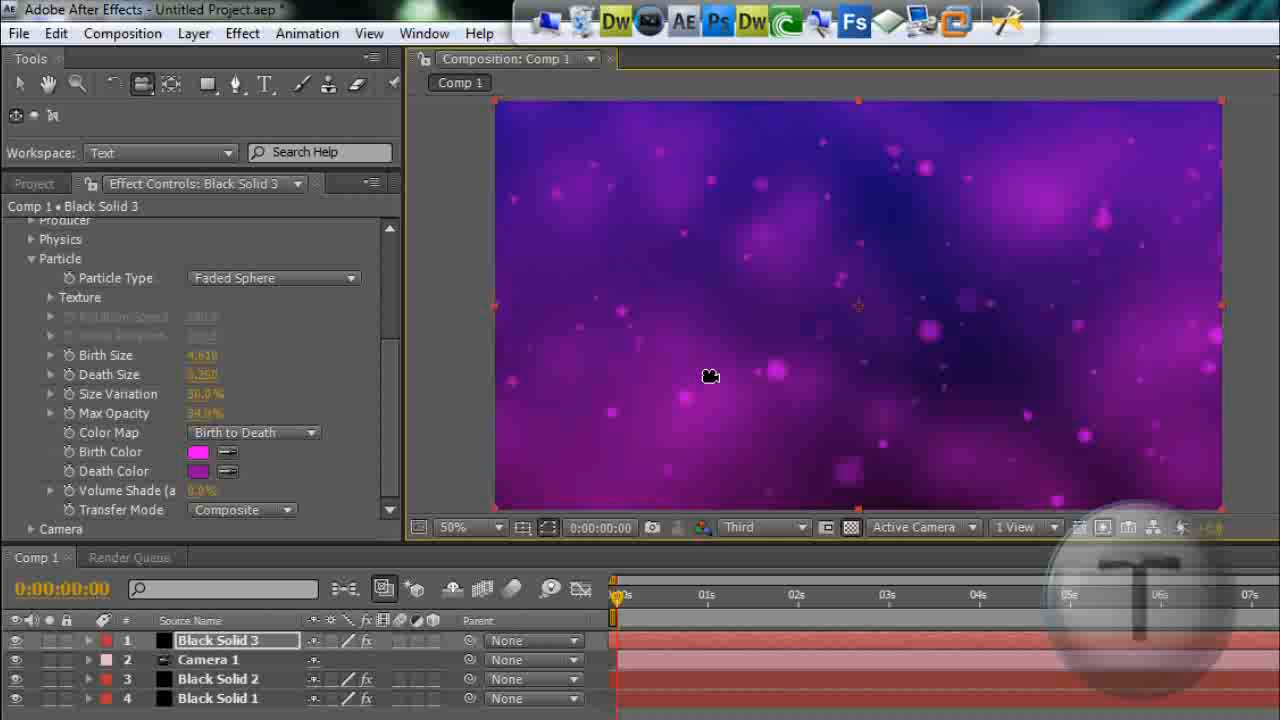 AE Adobe After Effects - Untitled Project.aep *
Dw AE Ps Dw Fs
File Edit Composition Layer Effect Animation View Window Help
Tools
Composition: Comp 1
T
Comp 1
Workspace: Text Search Help
Project Effect Controls: Black Solid 3
Comp 1 • Black Solid 3
Producer
Physics
Particle
Particle Type Faded Sphere
Texture
Birth Size
Death Size
Size Variation
Max Opacity
Color Map Birth to Death
Birth Color
Death Color
Volume Shade (a 0.0%
Transfer Mode Composite
Camera
50% 0:00:00:00 Third Active Camera 1 View
Comp 1 Render Queue
0:00:00:00
01s 02s 03s 04s 05s 06s 07s
# Source Name Parent
1 Black Solid 3 fx None
2 Camera 1 None
3 Black Solid 2 fx None
4 Black Solid 1 fx None
T